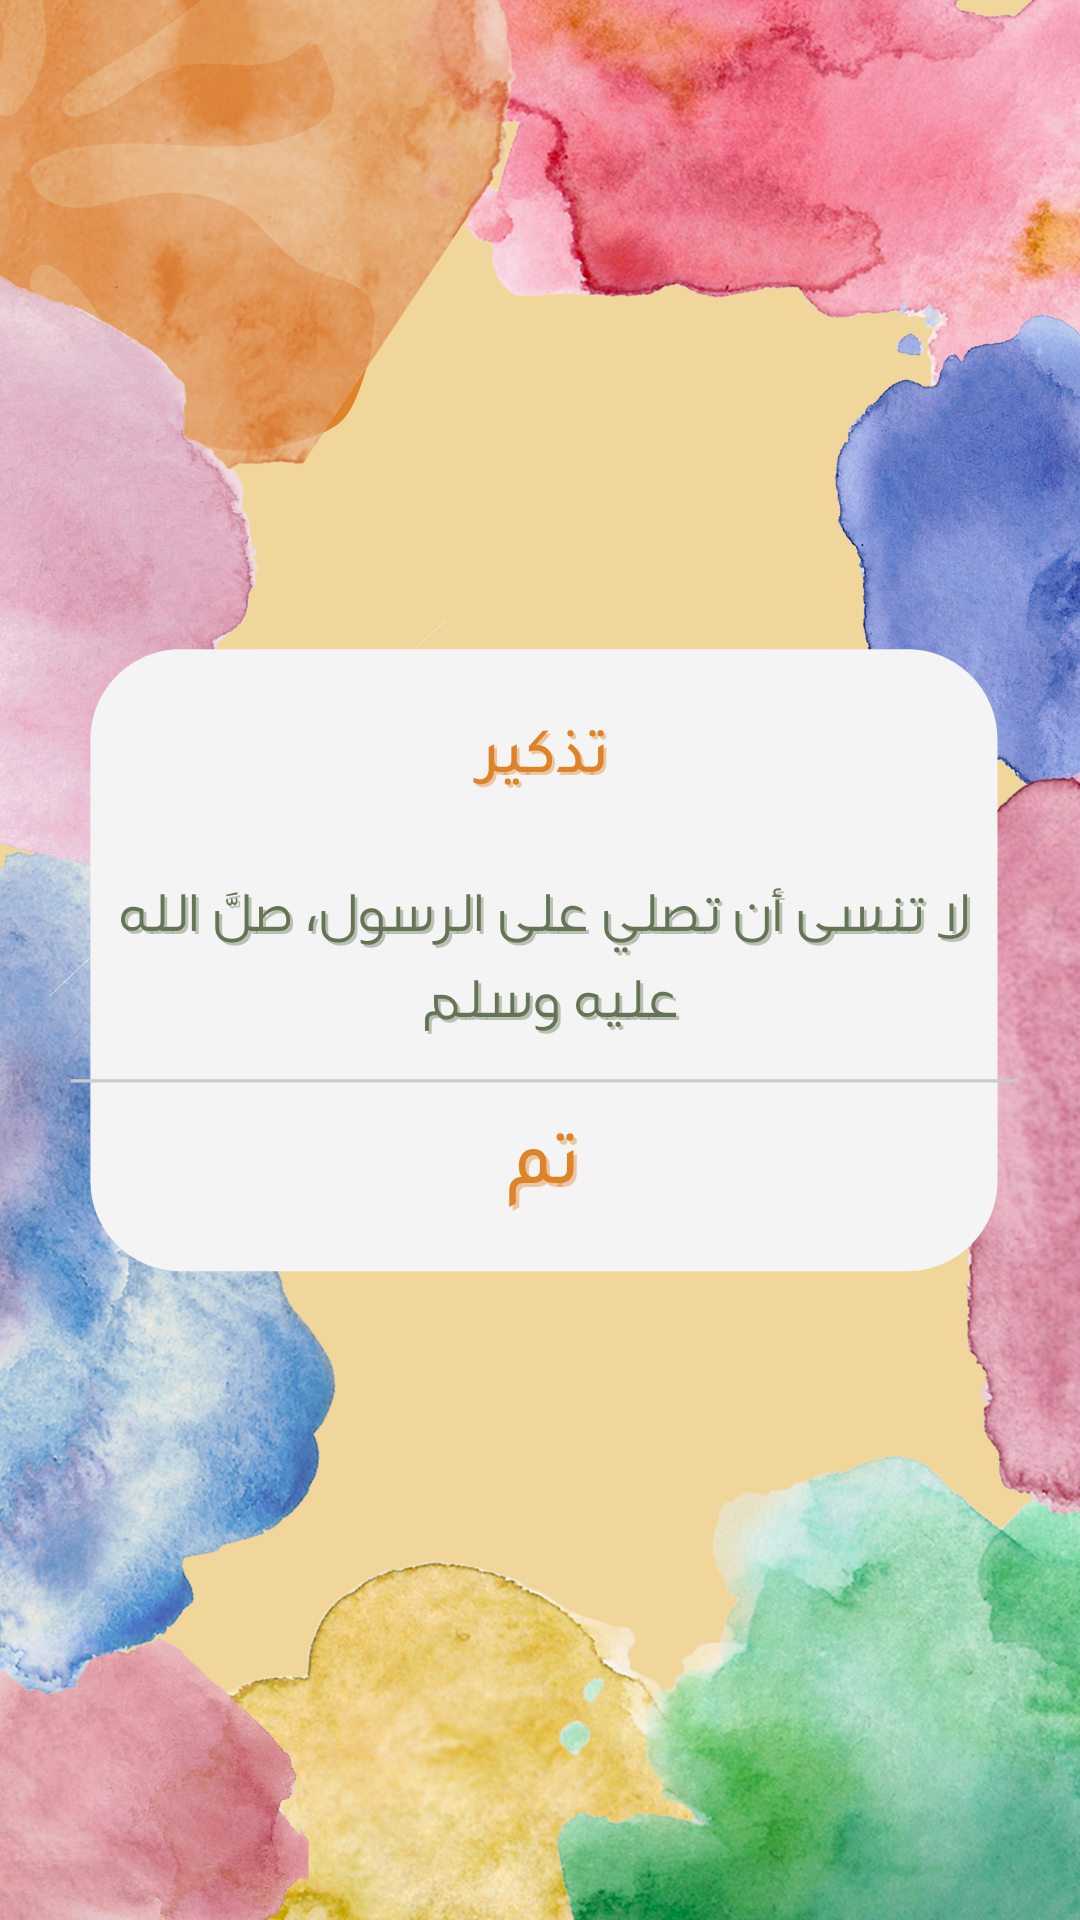 تذكير
لا تنسى أن تصلي على الرسول، صلَّ الله
عليه وسلم
تم